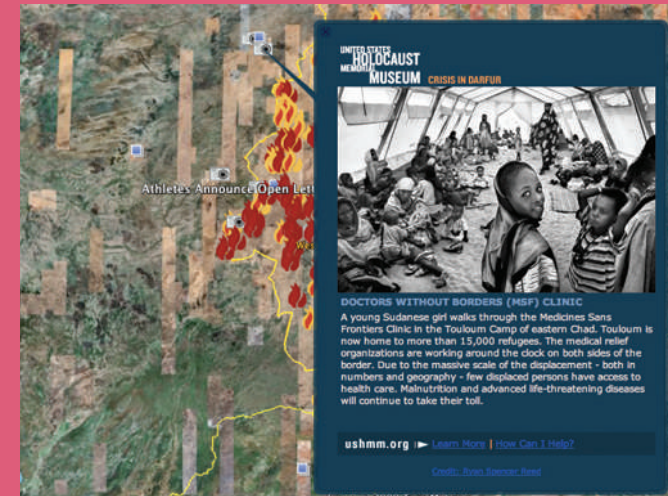 UNITED STATES
HOLOCAUST
MEMORIAL
MUSEUM CRISIS IN DARFUR
Athletes Announce Open Lett
Wes
DOCTORS WITHOUT BORDERS (MSF) CLINIC
A young Sudanese girl walks through the Medicines Sans
Frontiers Clinic in the Touloum Camp of eastern Chad. Touloum is
now home to more than 15,000 refugees. The medical relief
organizations are working around the clock on both sides of the
border. Due to the massive scale of the displacement - both in
numbers and geography - few displaced persons have access to
health care. Malnutrition and advanced life-threatening diseases
will continue to take their toll.
ushmm.org Learn More | How Can I Help?
Credit: Ryan Spencer Reed